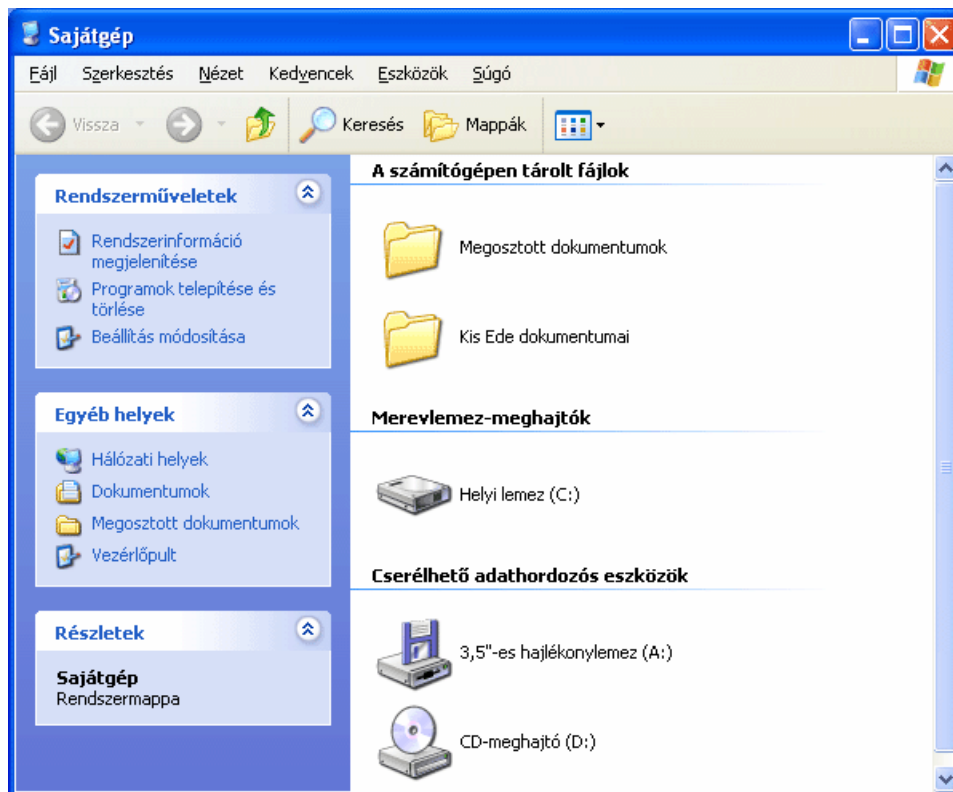 Sajátgép
Fájl Szerkesztés Nézet Kedvencek Eszközök Súgó
Vissza Keresés Mappák
Rendszerműveletek
Rendszerinformáció
megjelenítése
Programok telepítése és
törlése
Beállítás módosítása
Egyéb helyek
Hálózati helyek
Dokumentumok
Megosztott dokumentumok
Vezérlőpult
Részletek
Sajátgép
Rendszermappa
A számítógépen tárolt fájlok
Megosztott dokumentumok
Kis Ede dokumentumai
Merevlemez-meghajtók
Helyi lemez (C:)
Cserélhető adathordozós eszközök
3,5"-es hajlékonylemez (A:)
CD-meghajtó (D:)